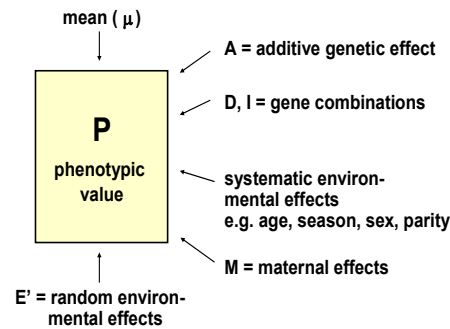 mean ( μ )
A = additive genetic effect
D, I = gene combinations
P
phenotypic
value
systematic environ-
mental effects
e.g. age, season, sex, parity
M = maternal effects
E' = random environ-
mental effects